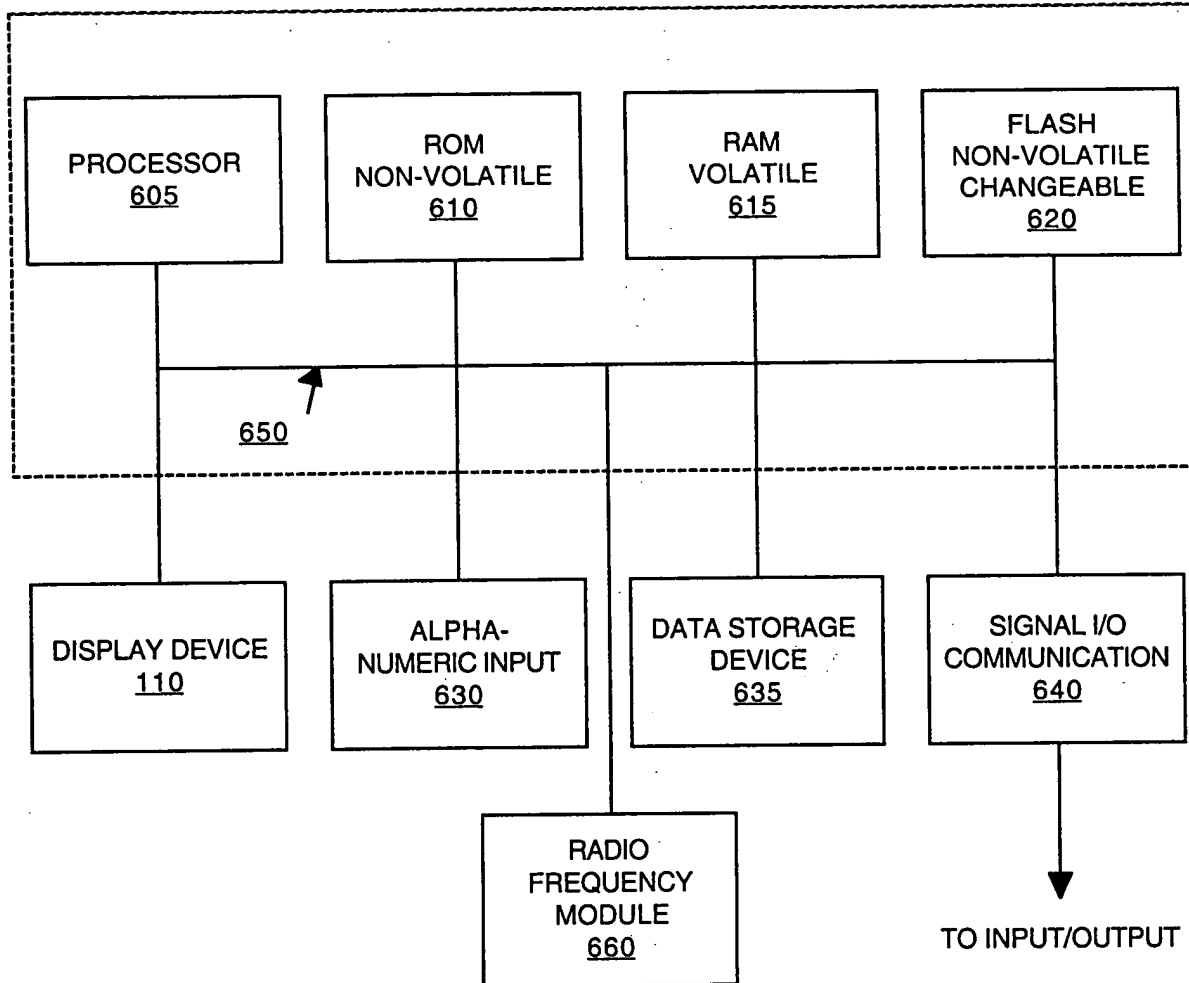 PROCESSOR
605
ROM
NON-VOLATILE
610
RAM
VOLATILE
615
FLASH
NON-VOLATILE
CHANGEABLE
620
650
DISPLAY DEVICE
110
ALPHA-
NUMERIC INPUT
630
DATA STORAGE
DEVICE
635
SIGNAL I/O
COMMUNICATION
640
RADIO
FREQUENCY
MODULE
660
TO INPUT/OUTPUT